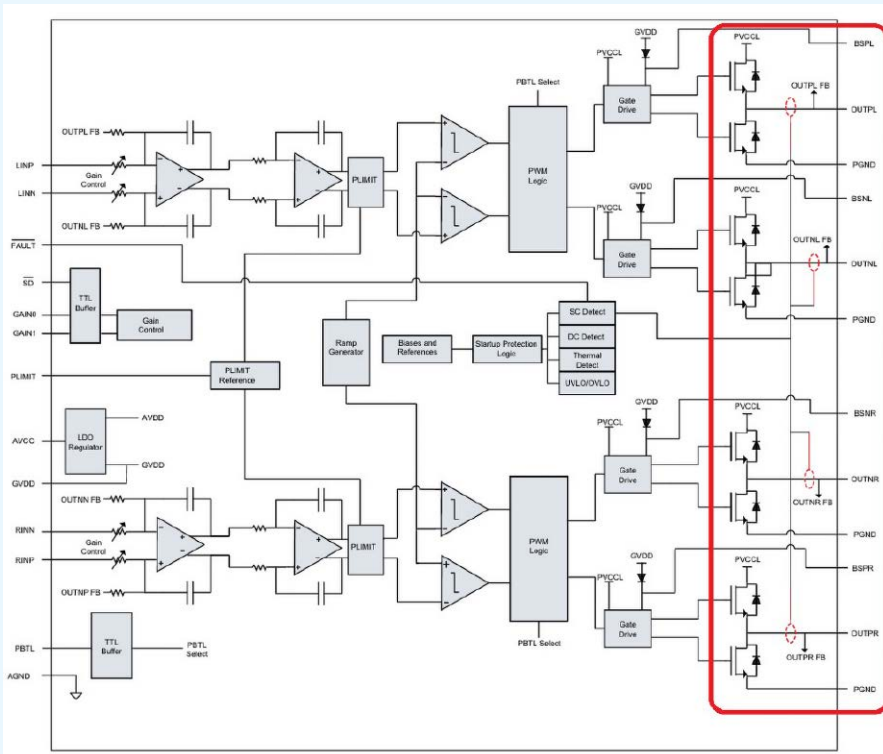 GVDD
BSPL
PVCCL
PVCCL
PBTL Select
OUTPL FB
Gate
Drive
OUTPL FB
OUTPL
LINP
Gain
Control
LINN
PLIMIT
PWM
Logic
PGND
GVDD
PVCCL
BSNL
PVCCL
OUTNL FB
OUTNL FB
FAULT
Gate
Drive
OUTNL
SD
TTL
Buffer
GAIN0
GAIN1
Gain
Control
SC Detect
PGND
Ramp
Generator
Biases and
References
Startup Protection
Logic
DC Detect
Thermal
Detect
UVLO/OVLO
PLIMIT
PLIMIT
Reference
GVDD
PVCCL
BSNR
AVDD
AVCC
LDO
Regulator
PVCCL
GVDD
GVDD
Gate
Drive
OUTNR
OUTNR FB
OUTNN FB
RINN
Gain
Control
RINP
PLIMIT
PWM
Logic
PGND
GVDD
BSPR
PVCCL
PVCCL
OUTNP FB
Gate
Drive
OUTPR
PBTL
TTL
Buffer
PBTL
Select
PBTL Select
OUTPR FB
AGND
PGND